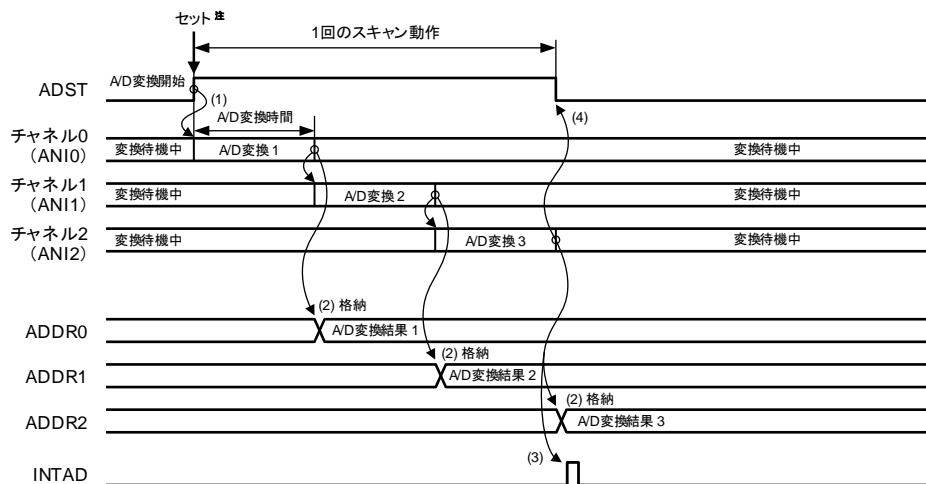 セット 注
1回のスキャン動作
ADST
A/D変換開始
(1)
(4)
A/D変換時間
チャネル0
(ANI0)
変換待機中
A/D変換 1
変換待機中
チャネル1
(ANI1)
変換待機中
A/D変換 2
変換待機中
チャネル2
(ANI2)
変換待機中
A/D変換 3
変換待機中
(2) 格納
ADDR0
A/D変換結果 1
(2) 格納
ADDR1
A/D変換結果 2
(2) 格納
ADDR2
A/D変換結果 3
(3)
INTAD